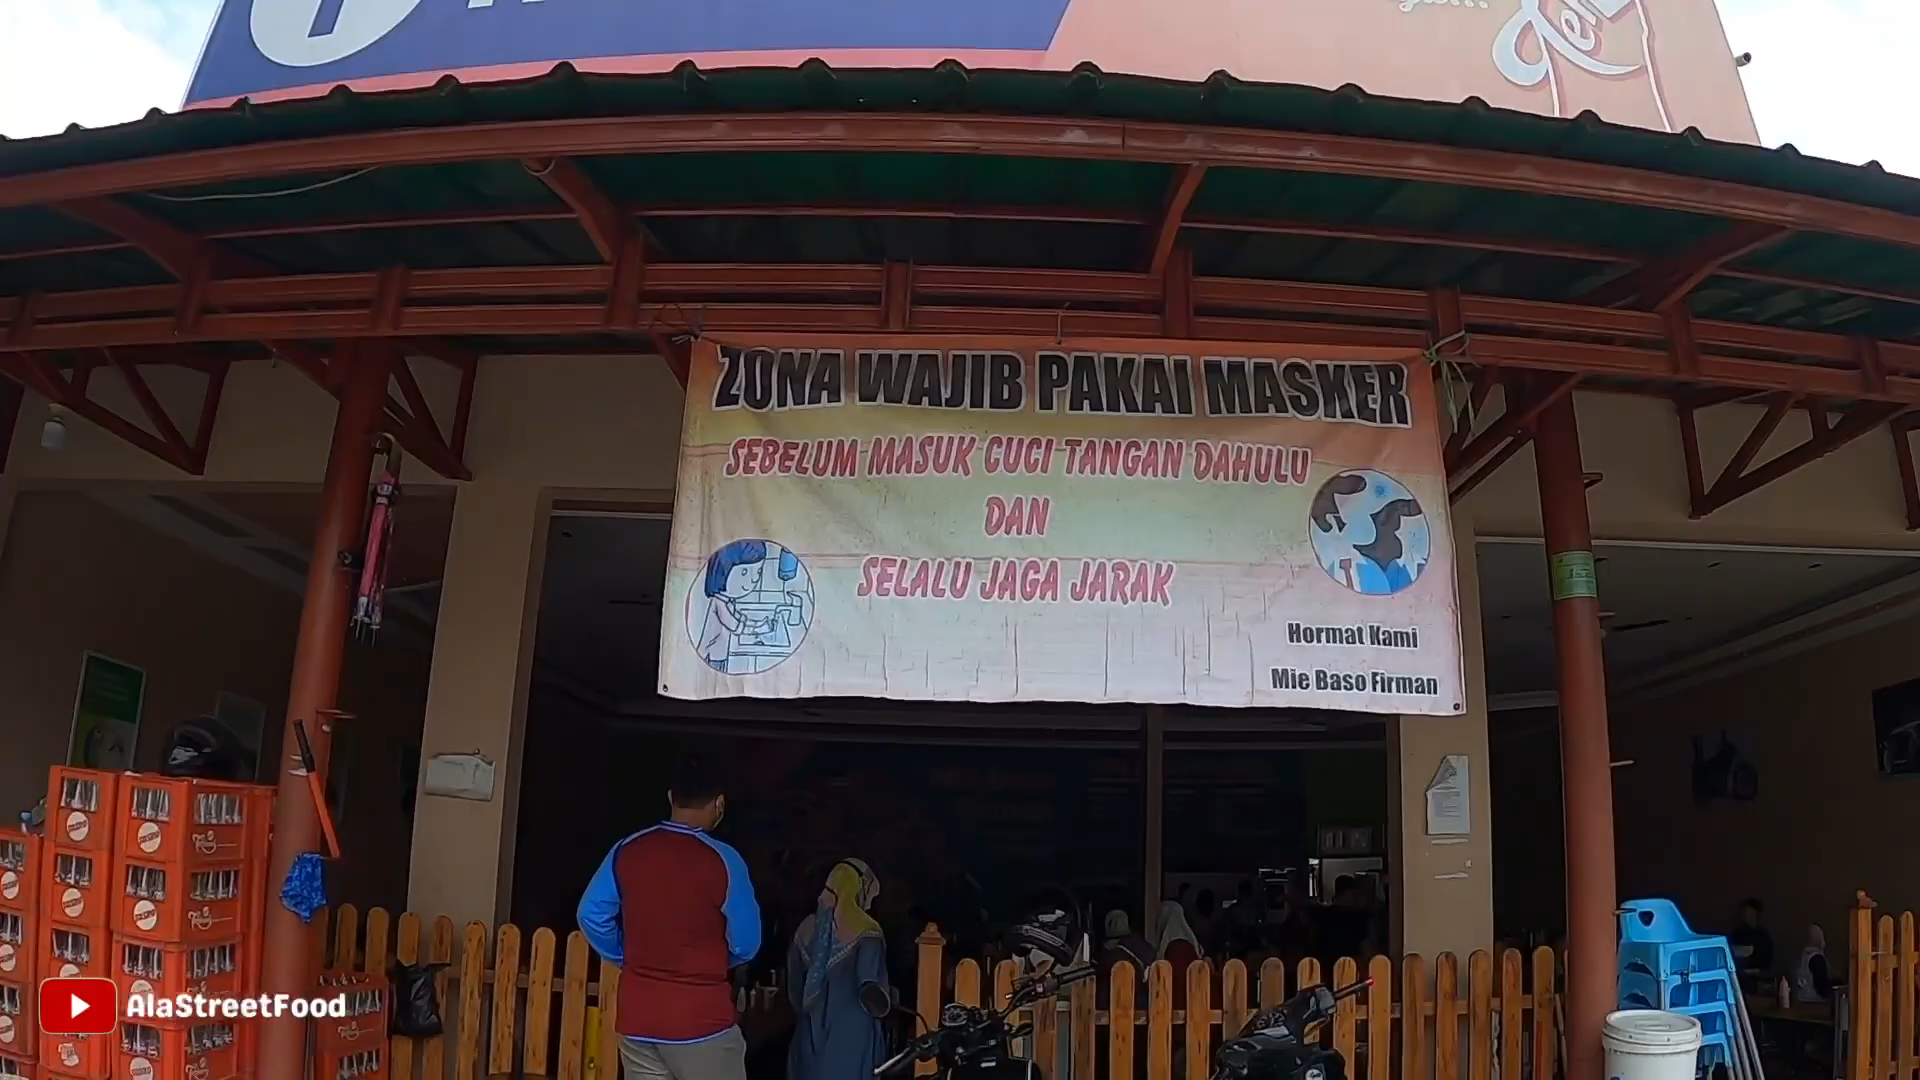 ZONA WAJIB PAKAI MASKER
SEBELUM MASUK CUCI TANGAN DAHULU
DAN
SELALU JAGA JARAK
Hormat Kami
Mie Baso Firman
AlaStreetFood